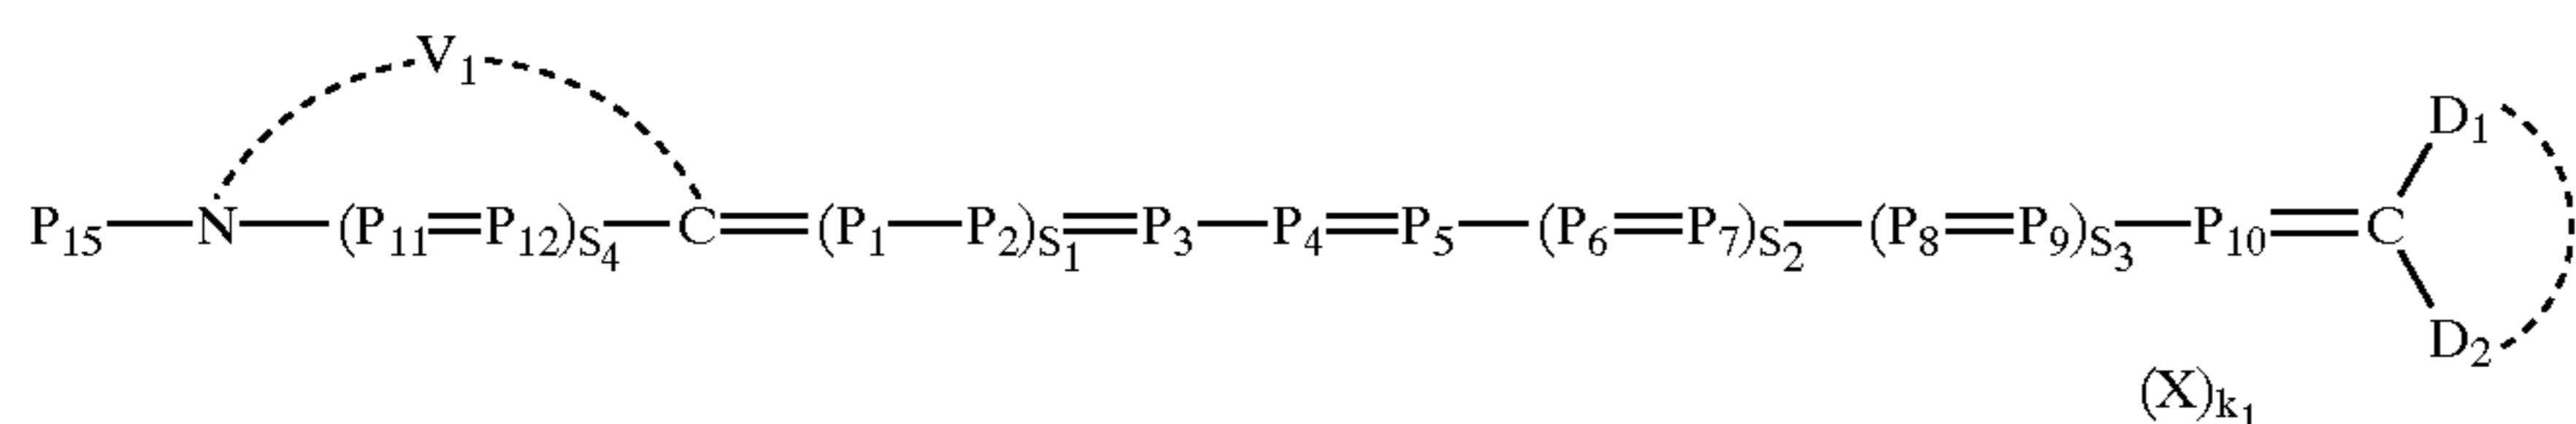 V₁
D₁
P₁₅—N—(P₁₁=P₁₂)S₄—C=(P₁—P₂)S₁=P₃—P₄=P₅—(P₆=P₇)S₂—(P₈=P₉)S₃—P₁₀=C
D₂
(X)k₁